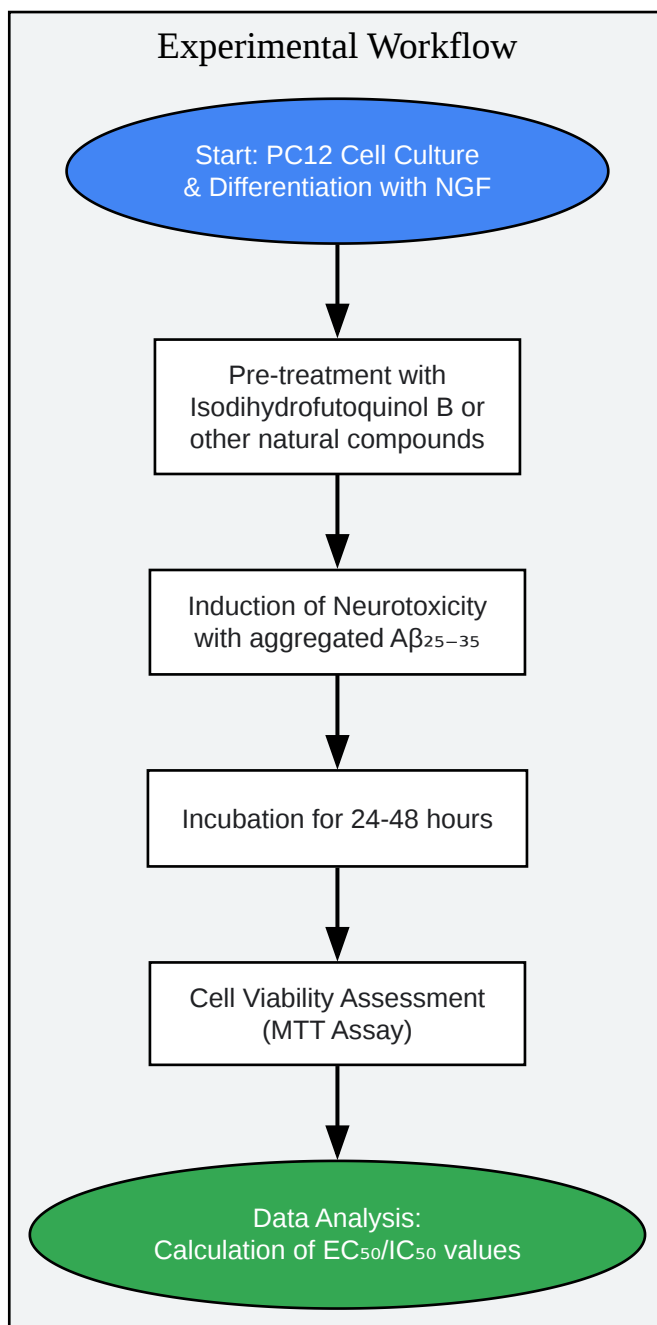 Experimental Workflow
Start: PC12 Cell Culture
& Differentiation with NGF
Pre-treatment with
Isodihydrofutoquinol B or
other natural compounds
Induction of Neurotoxicity
with aggregated Aβ₂₅₋₃₅
Incubation for 24-48 hours
Cell Viability Assessment
(MTT Assay)
Data Analysis:
Calculation of EC₅₀/IC₅₀ values